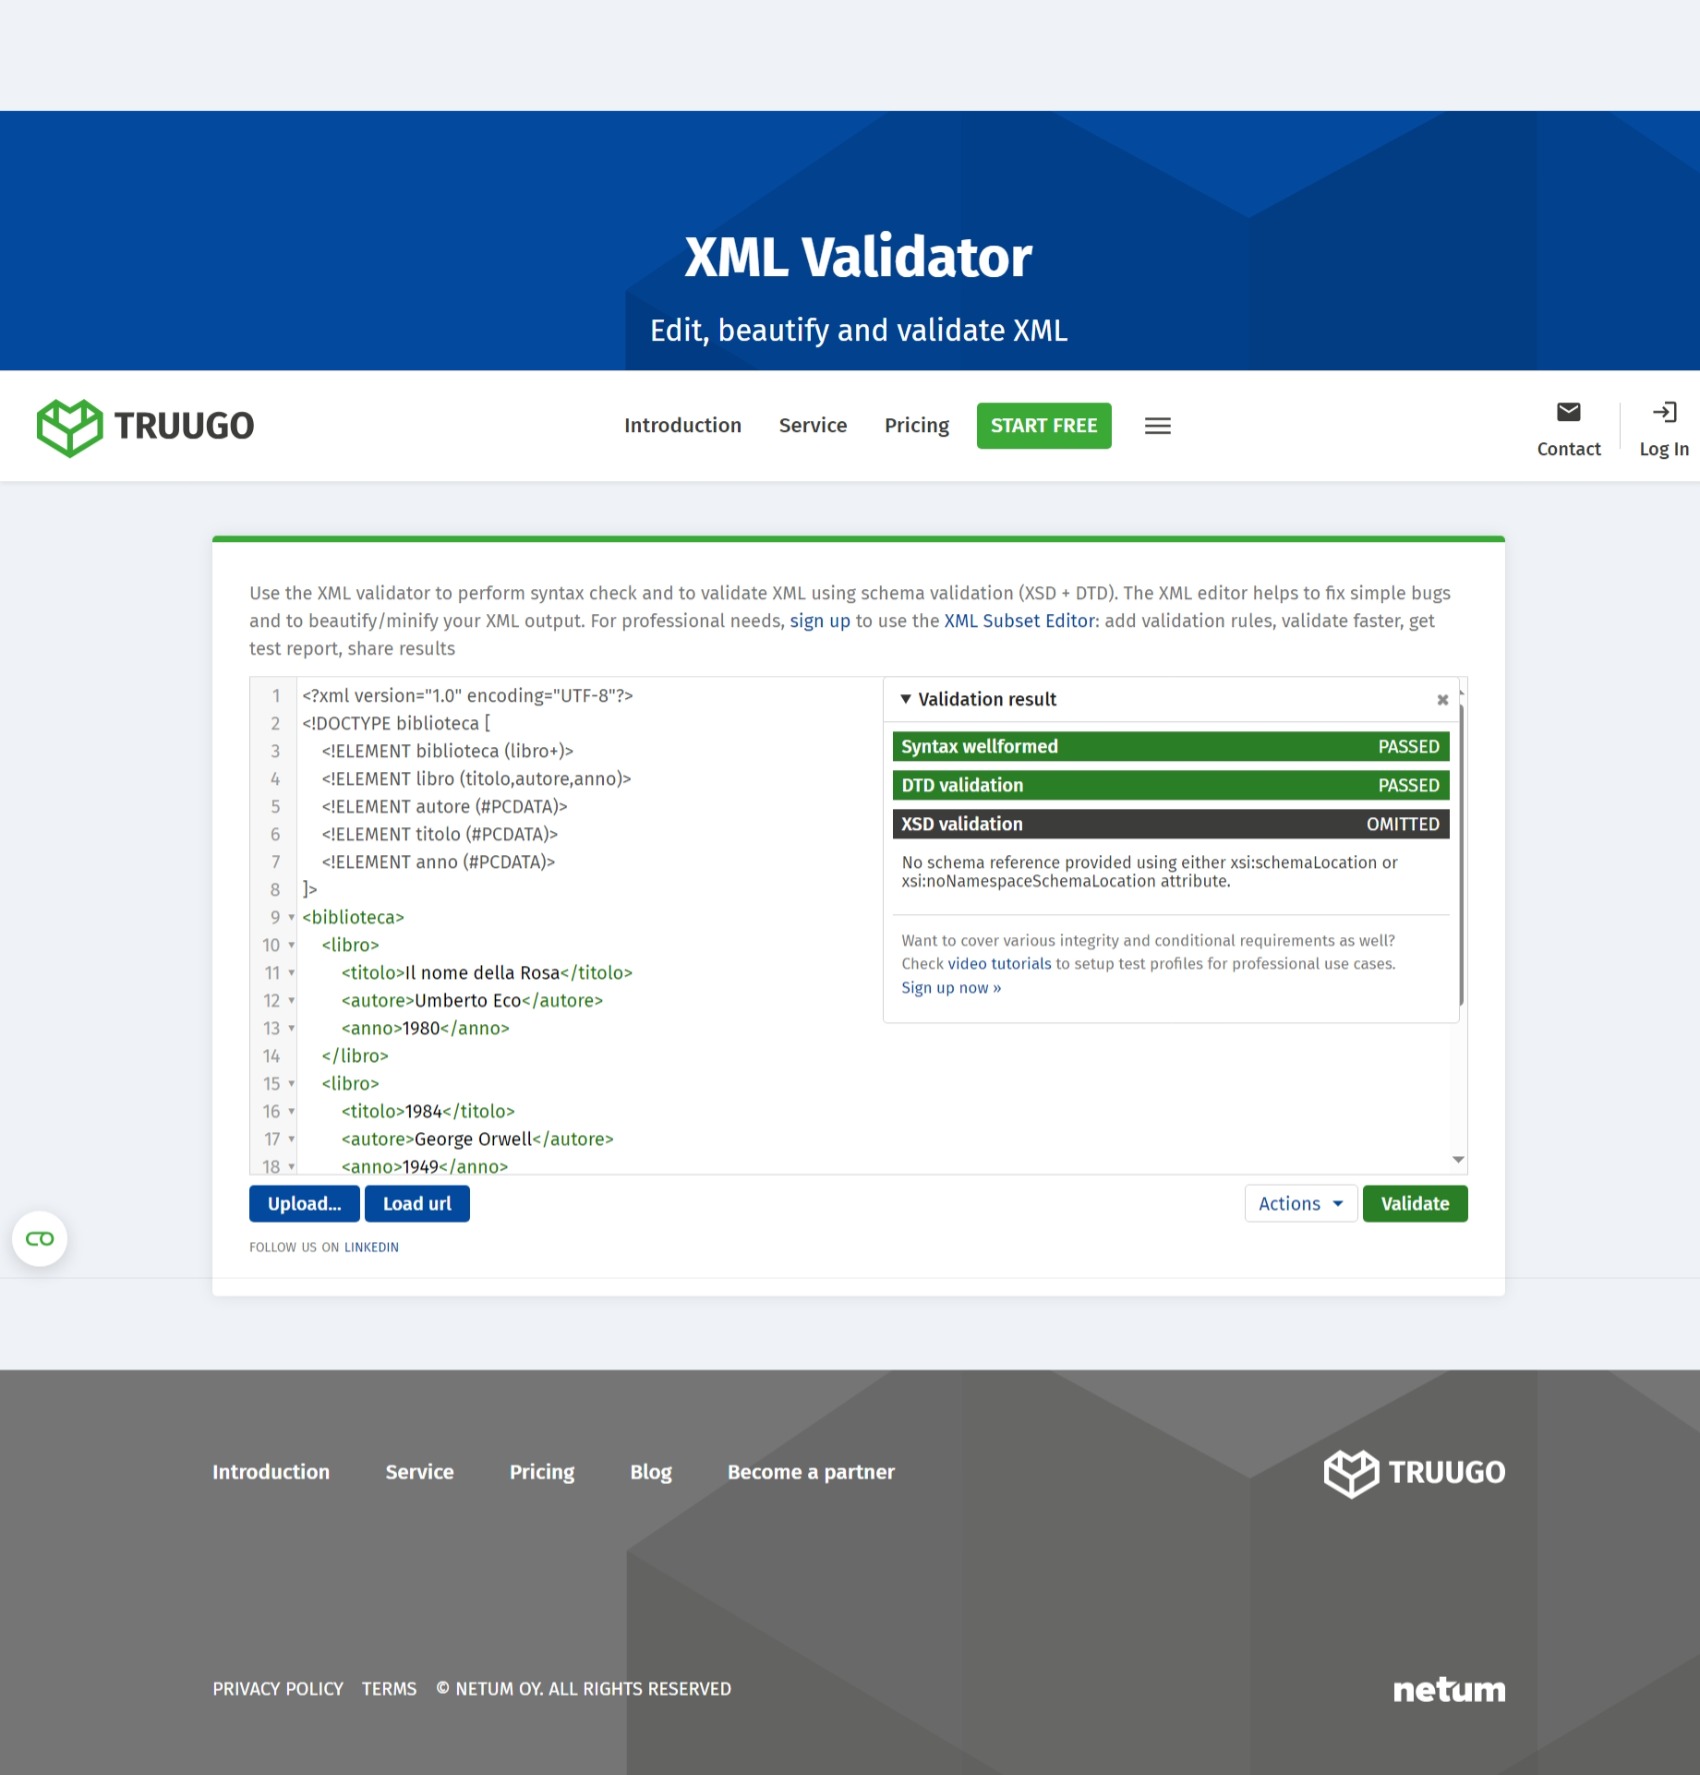 XML Validator
Edit, beautify and validate XML
TRUUGO
Introduction
Service
Pricing
START FREE
Contact
Log In
Use the XML validator to perform syntax check and to validate XML using schema validation (XSD + DTD). The XML editor helps to fix simple bugs
and to beautify/minify your XML output. For professional needs, sign up to use the XML Subset Editor: add validation rules, validate faster, get
test report, share results
1 <?xml version="1.0" encoding="UTF-8"?>
2 <!DOCTYPE biblioteca [
3 <!ELEMENT biblioteca (libro+)>
4 <!ELEMENT libro (titolo,autore,anno)>
5 <!ELEMENT autore (#PCDATA)>
6 <!ELEMENT titolo (#PCDATA)>
7 <!ELEMENT anno (#PCDATA)>
8 ]>
9 <biblioteca>
10 <libro>
11 <titolo>Il nome della Rosa</titolo>
12 <autore>Umberto Eco</autore>
13 <anno>1980</anno>
14 </libro>
15 <libro>
16 <titolo>1984</titolo>
17 <autore>George Orwell</autore>
18 <anno>1949</anno>
Validation result
Syntax wellformed PASSED
DTD validation PASSED
XSD validation OMITTED
No schema reference provided using either xsi:schemaLocation or
xsi:noNamespaceSchemaLocation attribute.
Want to cover various integrity and conditional requirements as well?
Check video tutorials to setup test profiles for professional use cases.
Sign up now »
Upload...
Load url
Actions
Validate
FOLLOW US ON LINKEDIN
Introduction
Service
Pricing
Blog
Become a partner
TRUUGO
PRIVACY POLICY TERMS © NETUM OY. ALL RIGHTS RESERVED
netum